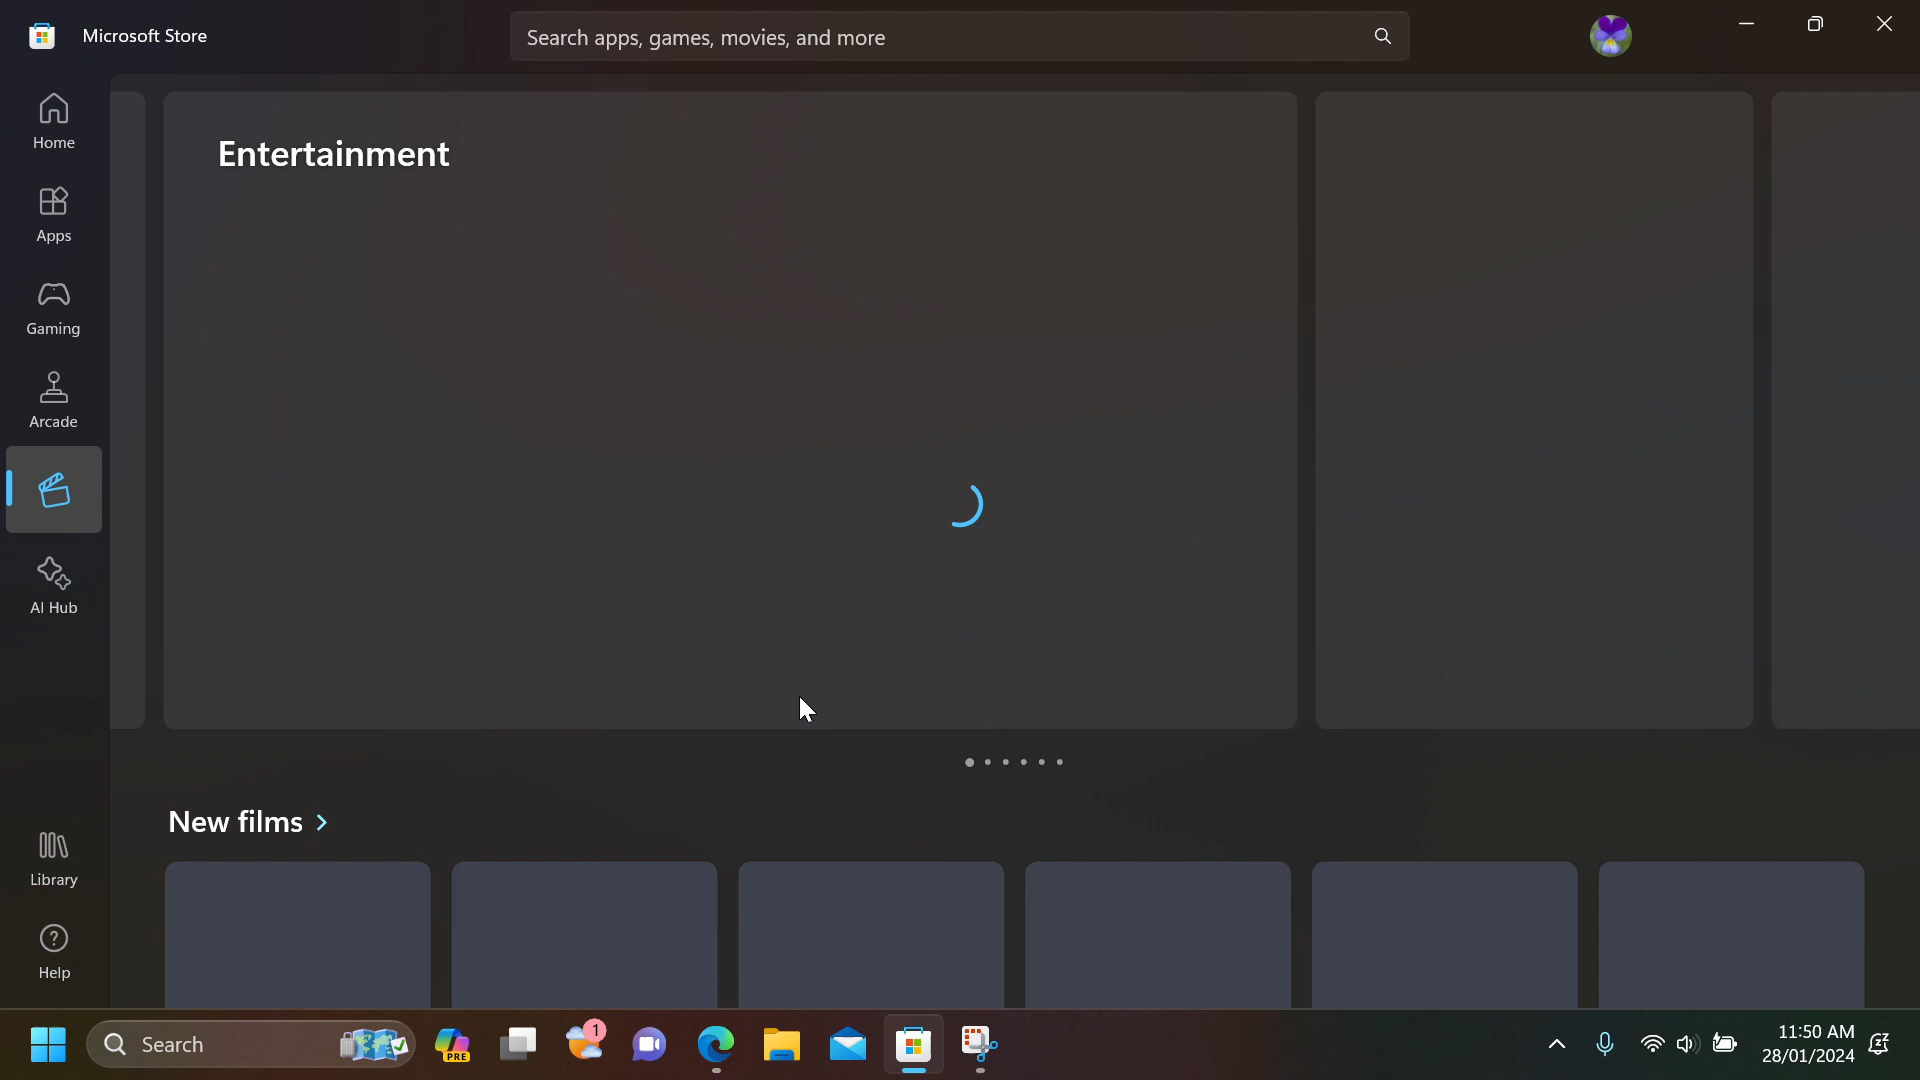 Microsoft Store
Search apps, games, movies, and more
Home
Apps
Gaming
Arcade
AI Hub
Library
Help
Entertainment
New films
Search
PRE
1
11:50 AM
28/01/2024